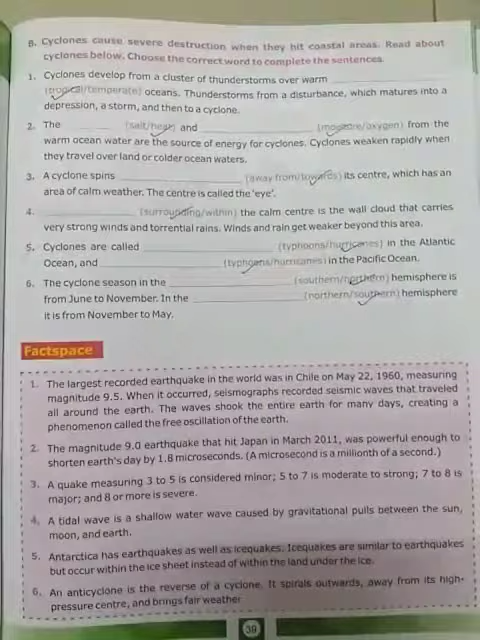 B. Cyclones cause severe destruction when they hit coastal areas. Read about
cyclones below. Choose the correct word to complete the sentences.
1. Cyclones develop from a cluster of thunderstorms over warm ____________
(tropical/temperate) oceans. Thunderstorms from a disturbance, which matures into a
depression, a storm, and then to a cyclone.
2. The ____________ (salt/heat) and ____________ (moisture/oxygen) from the
warm ocean water are the source of energy for cyclones. Cyclones weaken rapidly when
they travel over land or colder ocean waters.
3. A cyclone spins ____________ (away from/towards) its centre, which has an
area of calm weather. The centre is called the 'eye'.
4. ____________ (surrounding/within) the calm centre is the wall cloud that carries
very strong winds and torrential rains. Winds and rain get weaker beyond this area.
5. Cyclones are called ____________ (typhoons/hurricanes) in the Atlantic
Ocean, and ____________ (typhoons/hurricanes) in the Pacific Ocean.
6. The cyclone season in the ____________ (southern/northern) hemisphere is
from June to November. In the ____________ (northern/southern) hemisphere
it is from November to May.
Factspace
1. The largest recorded earthquake in the world was in Chile on May 22, 1960, measuring
magnitude 9.5. When it occurred, seismographs recorded seismic waves that traveled
all around the earth. The waves shook the entire earth for many days, creating a
phenomenon called the free oscillation of the earth.
2. The magnitude 9.0 earthquake that hit Japan in March 2011, was powerful enough to
shorten earth's day by 1.8 microseconds. (A microsecond is a millionth of a second.)
3. A quake measuring 3 to 5 is considered minor; 5 to 7 is moderate to strong; 7 to 8 is
major; and 8 or more is severe.
4. A tidal wave is a shallow water wave caused by gravitational pulls between the sun,
moon, and earth.
5. Antarctica has earthquakes as well as icequakes. Icequakes are similar to earthquakes
but occur within the ice sheet instead of within the land under the ice.
6. An anticyclone is the reverse of a cyclone. It spirals outwards, away from its high-
pressure centre, and brings fair weather.
39